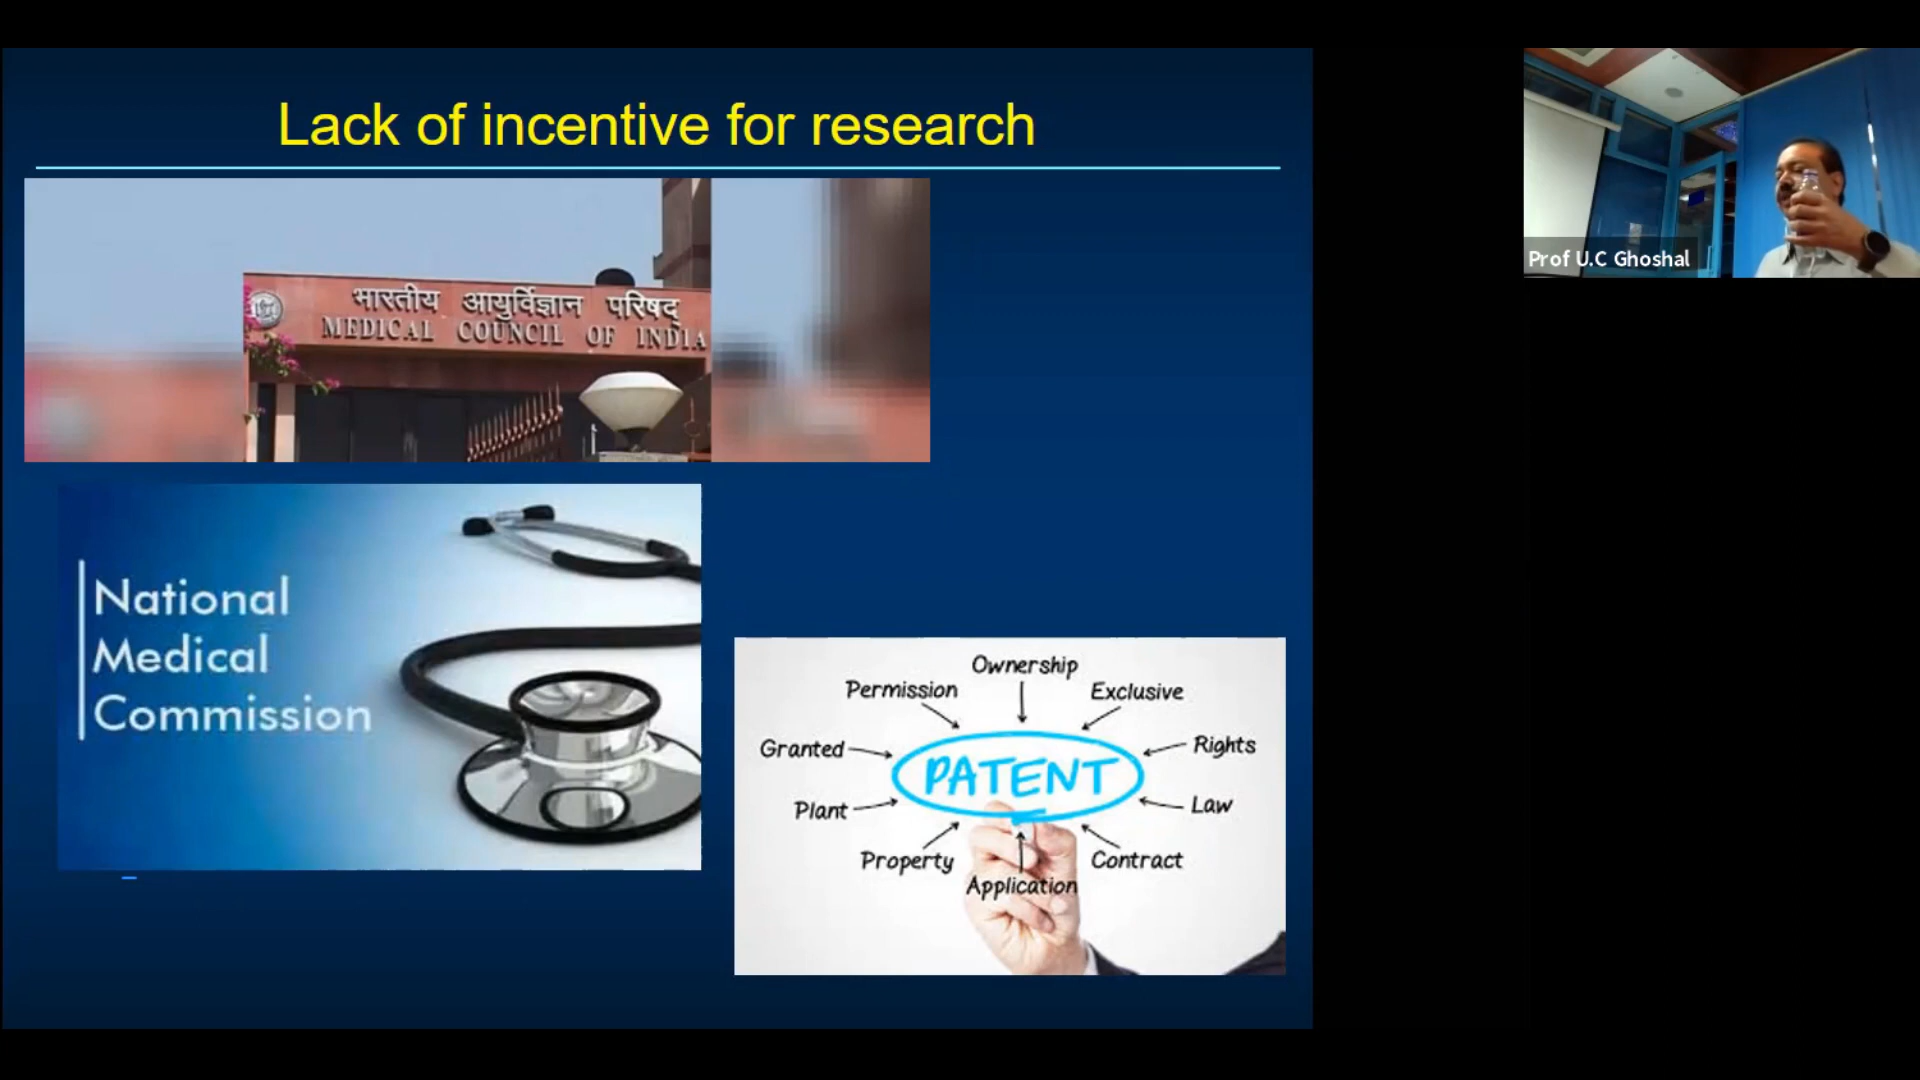 Lack of incentive for research
भारतीय आयुर्विज्ञान परिषद्
MEDICAL COUNCIL OF INDIA
Prof U.C Ghoshal
National
Medical
Commission
Ownership
Permission
Exclusive
Granted
Rights
PATENT
Plant
Law
Property
Contract
Application